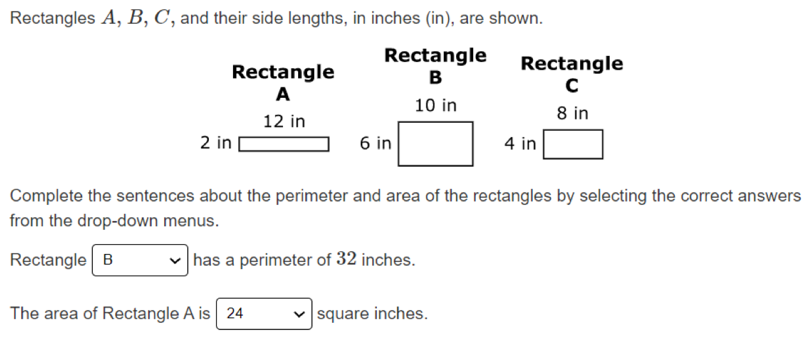 Rectangles A, B, C, and their side lengths, in inches (in), are shown.
Rectangle
A
12 in
2 in
Rectangle
B
10 in
6 in
Rectangle
C
8 in
4 in
Complete the sentences about the perimeter and area of the rectangles by selecting the correct answers
from the drop-down menus.
Rectangle B has a perimeter of 32 inches.
The area of Rectangle A is 24 square inches.